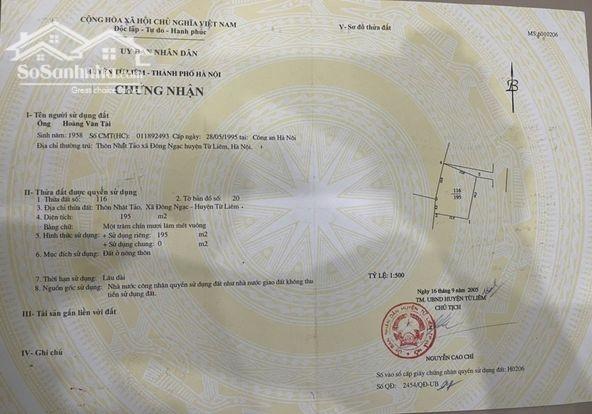 CỘNG HÒA XÃ HỘI CHỦ NGHĨA VIỆT NAM
Độc lập - Tự do - Hạnh phúc
ỦY BAN NHÂN DÂN
TỪ LIÊM - THÀNH PHỐ HÀ NỘI
CHỨNG NHẬN
SoSanhnha
Great choice
I- Tên người sử dụng đất
Ông Hoàng Văn Tài
Sinh năm: 1958 Số CMT(HC): 011892493 Cấp ngày: 28/05/1995 tại: Công an Hà Nội
Địa chỉ thường trú: Thôn Nhật Tảo xã Đông Ngạc huyện Từ Liêm, Hà Nội.
II- Thửa đất được quyền sử dụng
1. Thửa đất số: 116 2. Tờ bản đồ số: 20
3. Địa chỉ thửa đất: Thôn Nhật Tảo, Xã Đông Ngạc - Huyện Từ Liêm
4. Diện tích: 195 m2
Bằng chữ: Một trăm chín mươi lăm mét vuông
5. Hình thức sử dụng: + Sử dụng riêng: 195 m2
+ Sử dụng chung: 0 m2
6. Mục đích sử dụng: Đất ở nông thôn
7. Thời hạn sử dụng: Lâu dài
8. Nguồn gốc sử dụng: Nhà nước công nhận quyền sử dụng đất như nhà nước giao đất không thu
tiền sử dụng đất.
III- Tài sản gắn liền với đất
IV- Ghi chú
V- Sơ đồ thửa đất
B
116
195
TỶ LỆ: 1:500
Ngày 16 tháng 9 năm 2005
TM. UBND HUYỆN TỪ LIÊM
CHỦ TỊCH
NGUYỄN CAO CHÍ
Số vào sổ cấp giấy chứng nhận quyền sử dụng đất: H0206
Số QĐ: 2454/QĐ-UB